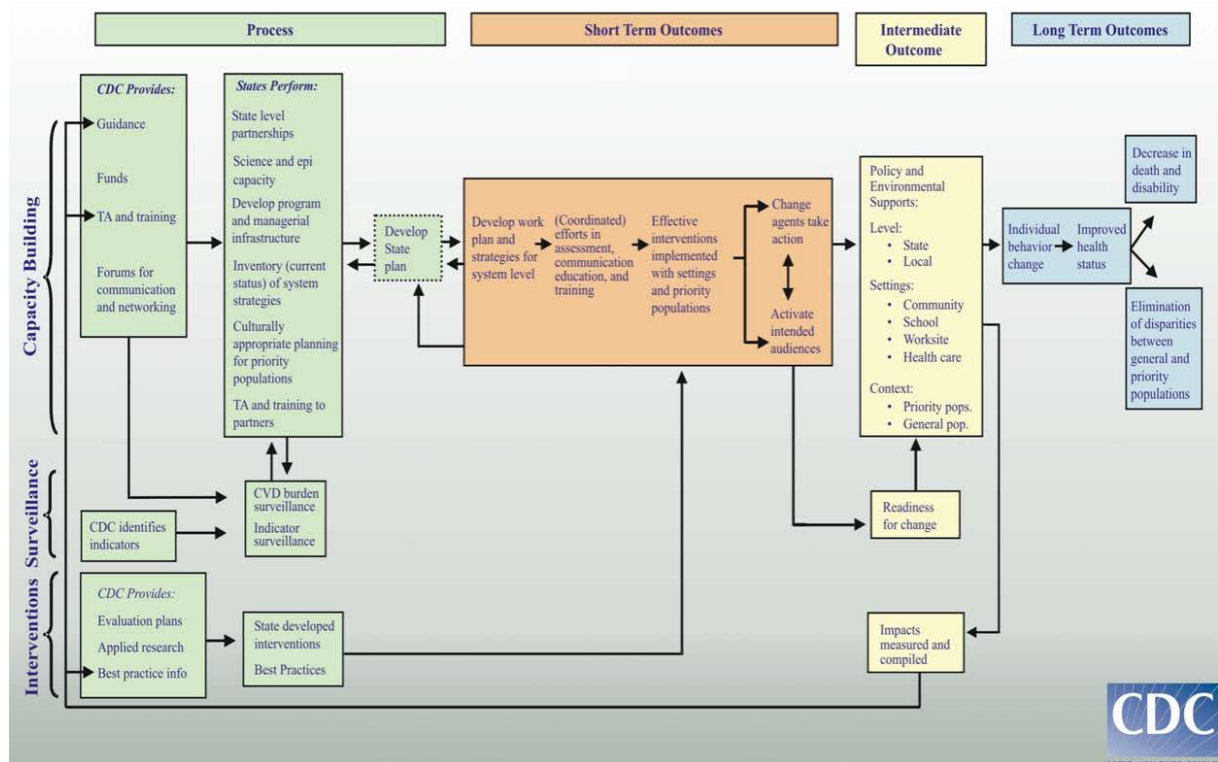 Process
Short Term Outcomes
Intermediate
Outcome
Long Term Outcomes
Capacity Building
Surveillance
Interventions
CDC Provides:
Guidance
Funds
TA and training
Forums for
communication
and networking
States Perform:
State level
partnerships
Science and epi
capacity
Develop program
and managerial
infrastructure
Inventory (current
status) of system
strategies
Culturally
appropriate planning
for priority
populations
TA and training to
partners
Develop
State
plan
Develop work
plan and
strategies for
system level
(Coordinated)
efforts in
assessment,
communication
education, and
training
Effective
interventions
implemented
with settings
and priority
populations
Change
agents take
action
Activate
intended
audiences
Policy and
Environmental
Supports:
Level:
• State
• Local
Settings:
• Community
• School
• Worksite
• Health care
Context:
• Priority pops.
• General pop.
Individual
behavior
change
Improved
health
status
Decrease in
death and
disability
Elimination of
disparities
between
general and
priority
populations
CDC identifies
indicators
CVD burden
surveillance
Indicator
surveillance
Readiness
for change
CDC Provides:
Evaluation plans
Applied research
Best practice info
State developed
interventions
Best Practices
Impacts
measured and
compiled
CDC